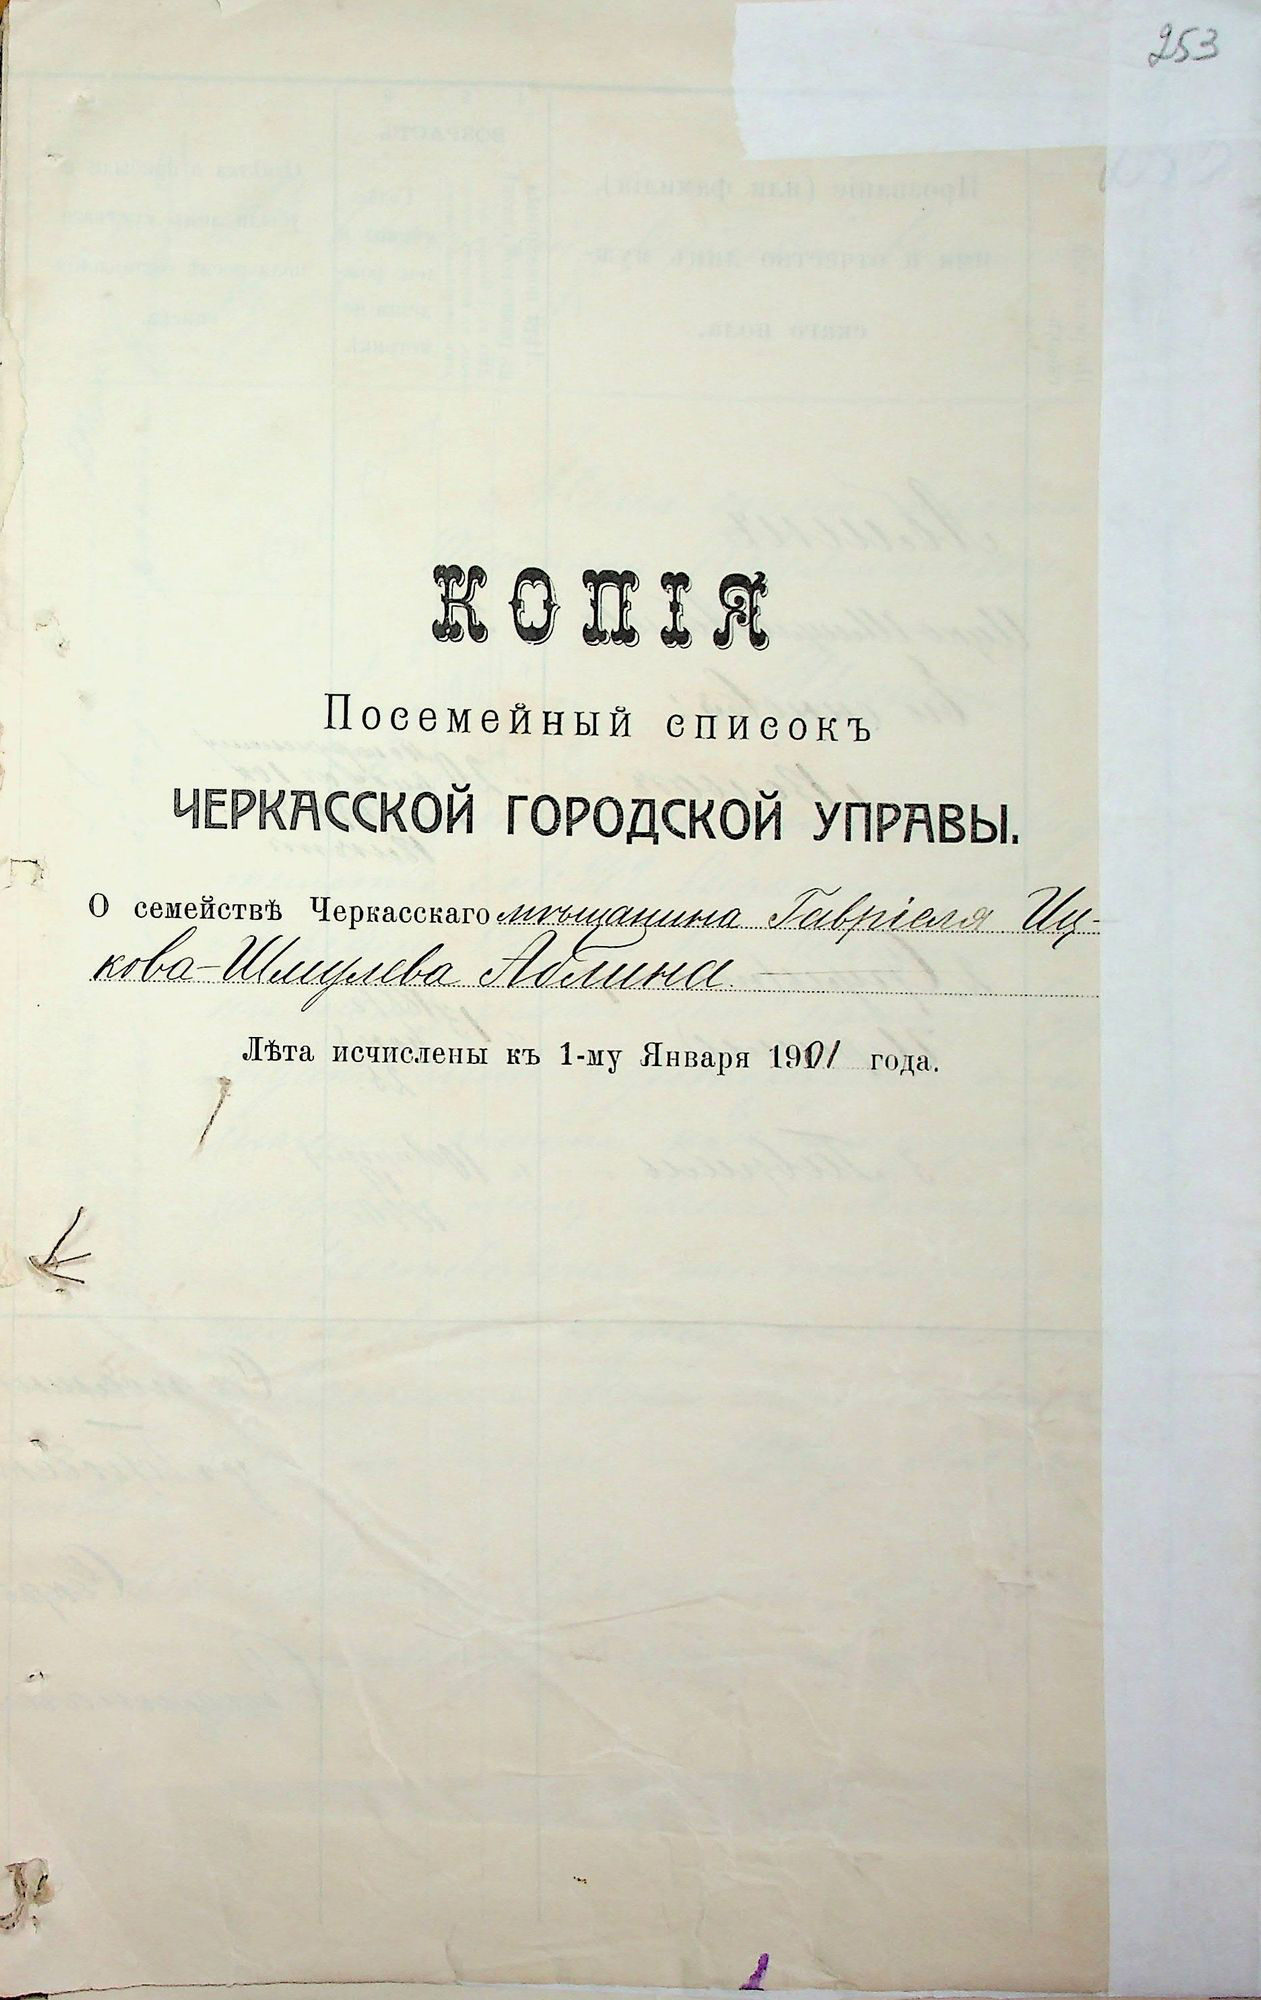 253
КОПІЯ
Посемейный списокъ
ЧЕРКАССКОЙ ГОРОДСКОЙ УПРАВЫ.
О семействѣ Черкасскаго мѣщанина Гавріеля Иц-
кова-Шмулева Аблина.
Лѣта исчислены къ 1-му Января 1901 года.